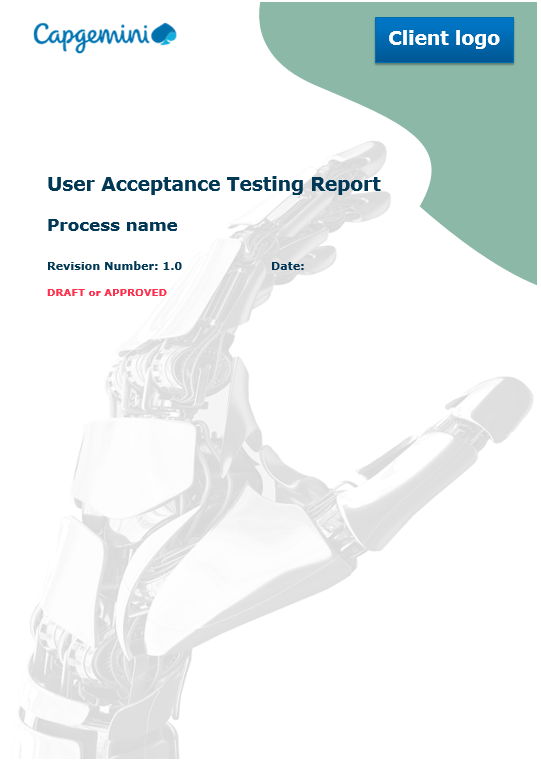 Capgemini
Client logo
User Acceptance Testing Report
Process name
Revision Number: 1.0 Date:
DRAFT or APPROVED